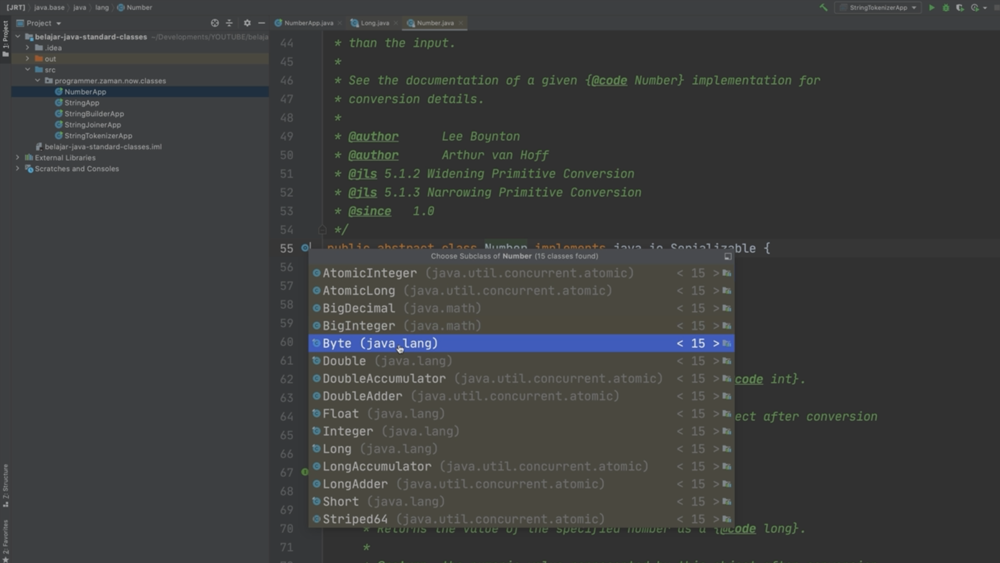 [JRT] java.base java lang Number
StringTokenizerApp
1: Project
Project
NumberApp.java
Long.java
Number.java
belajar-java-standard-classes ~/Developments/YOUTUBE/belaja
.idea
out
src
programmer.zaman.now.classes
NumberApp
StringApp
StringBuilderApp
StringJoinerApp
StringTokenizerApp
belajar-java-standard-classes.iml
External Libraries
Scratches and Consoles
44 * than the input.
45 *
46 * See the documentation of a given {@code Number} implementation for
47 * conversion details.
48 *
49 * @author Lee Boynton
50 * @author Arthur van Hoff
51 * @jls 5.1.2 Widening Primitive Conversion
52 * @jls 5.1.3 Narrowing Primitive Conversion
53 * @since 1.0
54 */
55 public abstract class Number implements java.io.Serializable {
Choose Subclass of Number (15 classes found)
56
AtomicInteger (java.util.concurrent.atomic) < 15 >
57
AtomicLong (java.util.concurrent.atomic) < 15 >
58
BigDecimal (java.math) < 15 >
59
BigInteger (java.math) < 15 >
60
Byte (java.lang) < 15 >
61
Double (java.lang) < 15 >
62
DoubleAccumulator (java.util.concurrent.atomic) < 15 >
code int}.
63
DoubleAdder (java.util.concurrent.atomic) < 15 >
64
Float (java.lang) < 15 >
ect after conversion
65
Integer (java.lang) < 15 >
66
Long (java.lang) < 15 >
67
LongAccumulator (java.util.concurrent.atomic) < 15 >
68
LongAdder (java.util.concurrent.atomic) < 15 >
69
Short (java.lang) < 15 >
Striped64 (java.util.concurrent.atomic) < 15 >
70 * Returns the value of the specified number as a {@code long}.
71 *
Z: Structure
2: Favorites